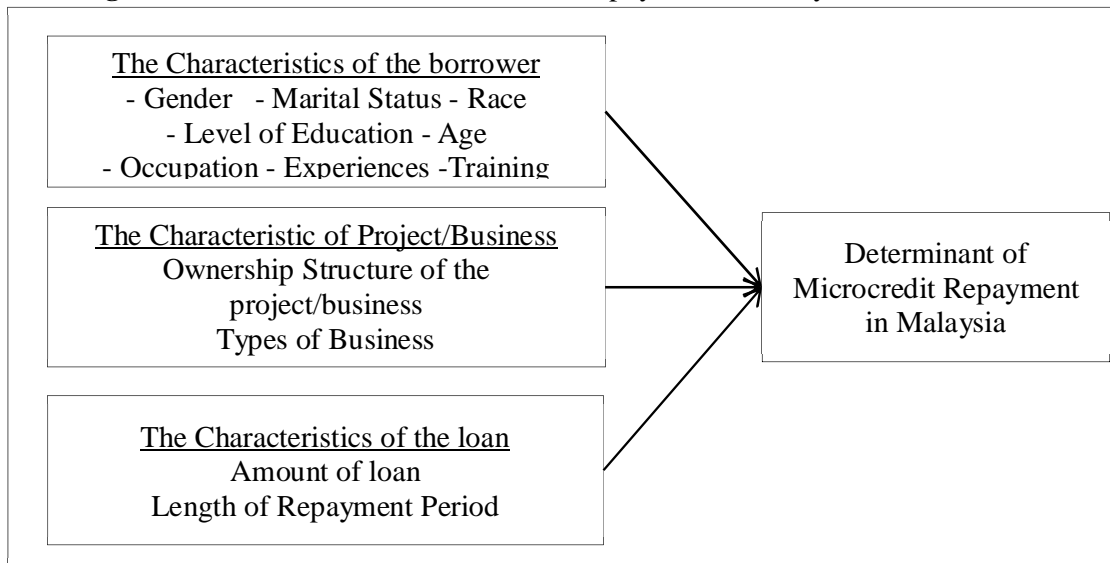 The Characteristics of the borrower
- Gender - Marital Status - Race
- Level of Education - Age
- Occupation - Experiences -Training
The Characteristic of Project/Business
Ownership Structure of the
project/business
Types of Business
The Characteristics of the loan
Amount of loan
Length of Repayment Period
Determinant of
Microcredit Repayment
in Malaysia